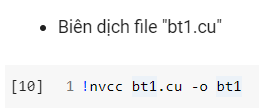 • Biên dịch file "bt1.cu"
[10] 1 !nvcc bt1.cu -o bt1